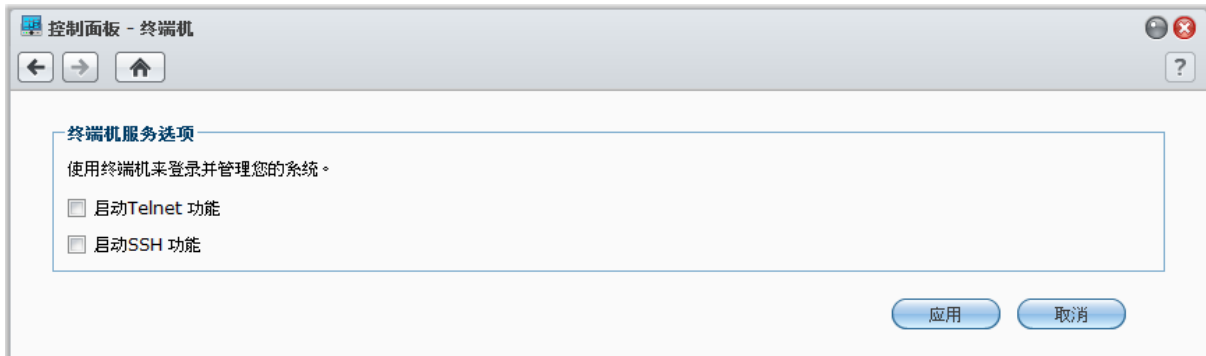 控制面板 - 终端机
?
终端机服务选项
使用终端机来登录并管理您的系统。
启动Telnet 功能
启动SSH 功能
应用
取消